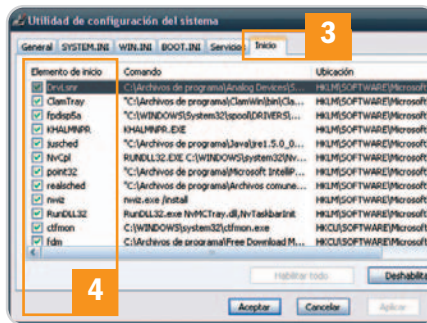 Utilidad de configuración del sistema
3
General SYSTEM.INI WIN.INI BOOT.INI Servicios Inicio
Elemento de inicio Comando Ubicación
DrvLsnr C:\Archivos de programa\Analog Devices\S... HKLM\SOFTWARE\Microsoft
ClamTray "C:\Archivos de programa\ClamWin\bin\Cla... HKLM\SOFTWARE\Microsoft
fpdisp5a "C:\WINDOWS\System32\spool\DRIVERS\... HKLM\SOFTWARE\Microsoft
KHALMNPR KHALMNPR.EXE HKLM\SOFTWARE\Microsoft
jusched "C:\Archivos de programa\Java\jre1.5.0_0... HKLM\SOFTWARE\Microsoft
NvCpl RUNDLL32.EXE C:\WINDOWS\system32\Nv... HKLM\SOFTWARE\Microsoft
point32 "C:\Archivos de programa\Microsoft IntelliP... HKLM\SOFTWARE\Microsoft
realsched "C:\Archivos de programa\Archivos comune... HKLM\SOFTWARE\Microsoft
nwiz nwiz.exe /install HKLM\SOFTWARE\Microsoft
RunDLL32 RunDLL32.exe NvMCTray.dll,NvTaskbarInit HKLM\SOFTWARE\Microsoft
ctfmon C:\WINDOWS\system32\ctfmon.exe HKCU\SOFTWARE\Microsoft
fdm C:\Archivos de programa\Free Download M... HKCU\SOFTWARE\Microsoft
4
Habilitar todo Deshabilita
Aceptar Cancelar Aplicar